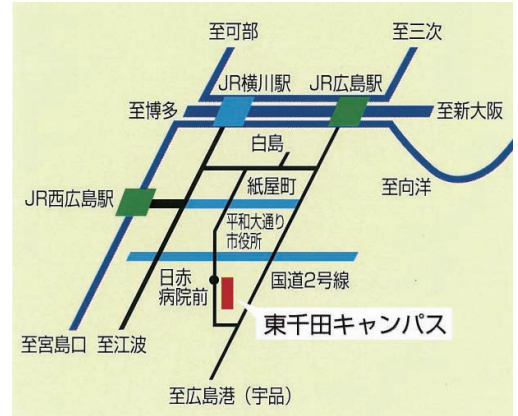 至可部
至三次
JR横川駅
JR広島駅
至博多
至新大阪
白島
至向洋
紙屋町
JR西広島駅
平和大通り
市役所
日赤
病院前
国道2号線
東千田キャンパス
至宮島口
至江波
至広島港（宇品）